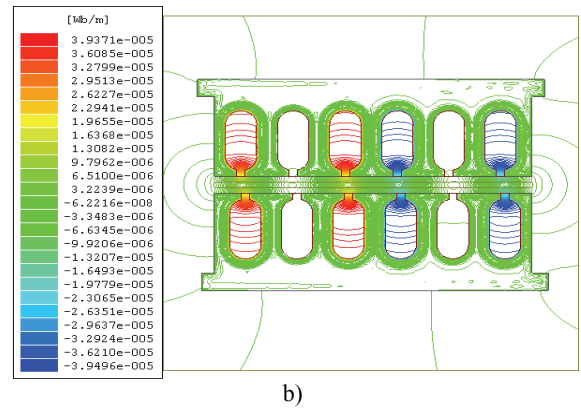 [Wb/m]
3.9371e-005
3.6085e-005
3.2799e-005
2.9513e-005
2.6227e-005
2.2941e-005
1.9655e-005
1.6368e-005
1.3082e-005
9.7962e-006
6.5100e-006
3.2239e-006
-6.2216e-008
-3.3483e-006
-6.6345e-006
-9.9206e-006
-1.3207e-005
-1.6493e-005
-1.9779e-005
-2.3065e-005
-2.6351e-005
-2.9637e-005
-3.2924e-005
-3.6210e-005
-3.9496e-005
b)